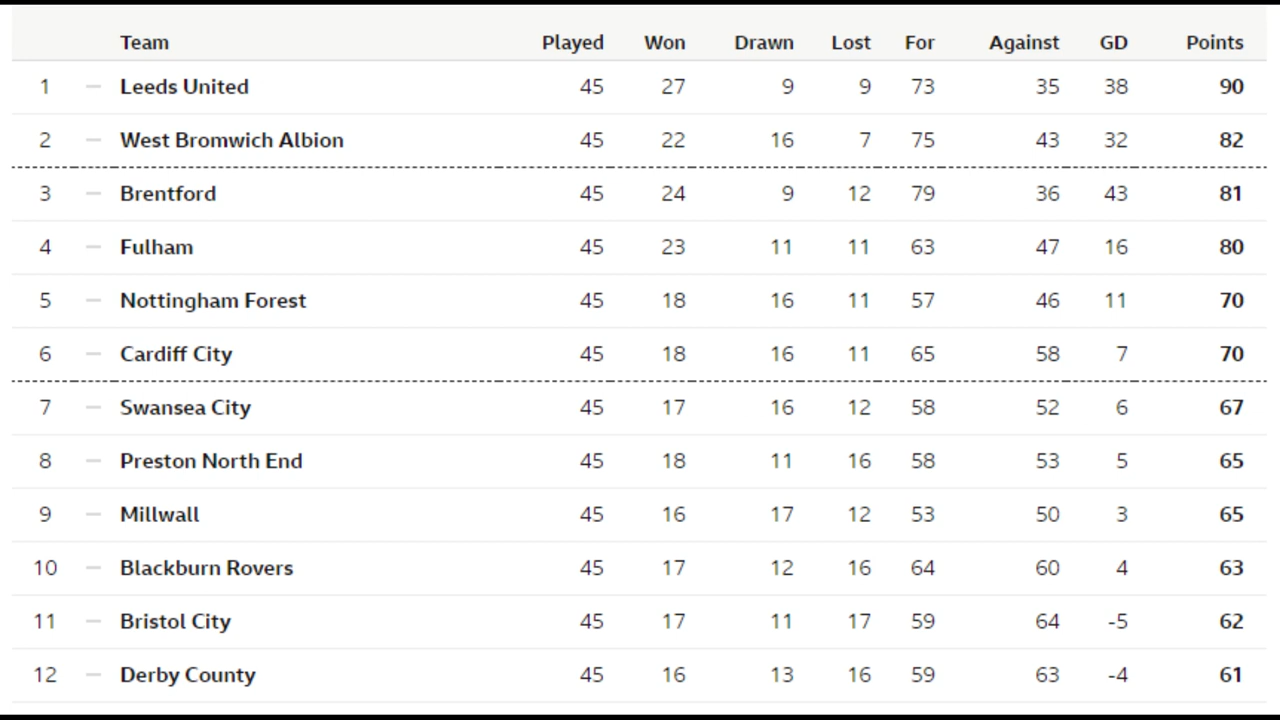 Team Played Won Drawn Lost For Against GD Points
1 — Leeds United 45 27 9 9 73 35 38 90
2 — West Bromwich Albion 45 22 16 7 75 43 32 82
3 — Brentford 45 24 9 12 79 36 43 81
4 — Fulham 45 23 11 11 63 47 16 80
5 — Nottingham Forest 45 18 16 11 57 46 11 70
6 — Cardiff City 45 18 16 11 65 58 7 70
7 — Swansea City 45 17 16 12 58 52 6 67
8 — Preston North End 45 18 11 16 58 53 5 65
9 — Millwall 45 16 17 12 53 50 3 65
10 — Blackburn Rovers 45 17 12 16 64 60 4 63
11 — Bristol City 45 17 11 17 59 64 -5 62
12 — Derby County 45 16 13 16 59 63 -4 61